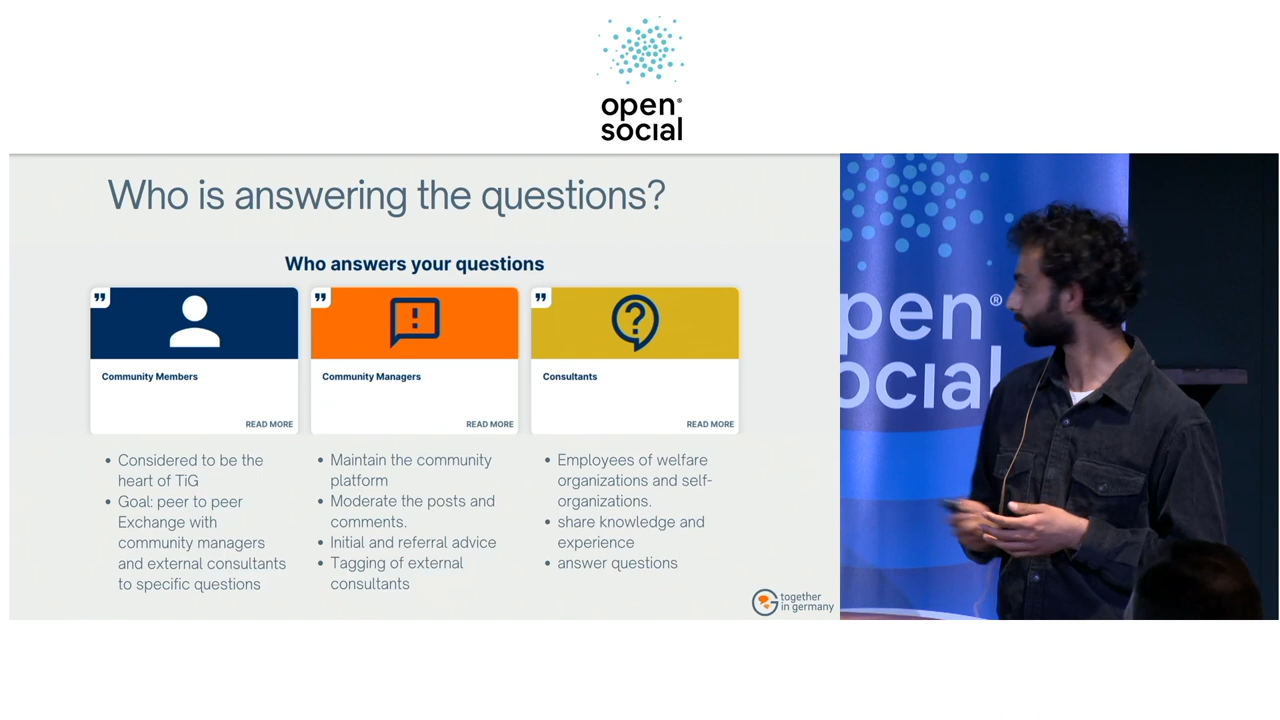 open®
social
Who is answering the questions?
Who answers your questions
Community Members
READ MORE
Community Managers
READ MORE
Consultants
READ MORE
• Considered to be the
heart of TiG
• Goal: peer to peer
Exchange with
community managers
and external consultants
to specific questions
• Maintain the community
platform
• Moderate the posts and
comments.
• Initial and referral advice
• Tagging of external
consultants
• Employees of welfare
organizations and self-
organizations.
• share knowledge and
experience
• answer questions
together
in germany
pen®
ocial